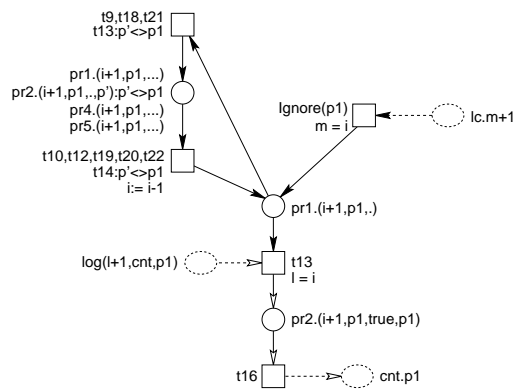 t9,t18,t21
t13:p'<>p1
pr1.(i+1,p1,...)
pr2.(i+1,p1,.,p'):p'<>p1
pr4.(i+1,p1,...)
pr5.(i+1,p1,...)
Ignore(p1)
m = i
lc.m+1
t10,t12,t19,t20,t22
t14:p'<>p1
i:= i-1
pr1.(i+1,p1,.)
log(l+1,cnt,p1)
t13
l = i
pr2.(i+1,p1,true,p1)
t16
cnt.p1